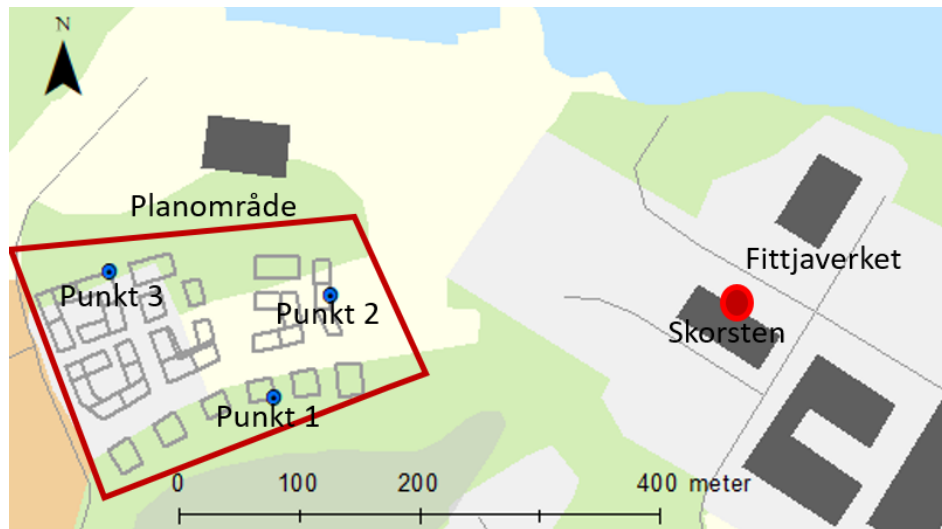 N
Planområde
Fittjaverket
Punkt 3
Punkt 2
Skorsten
Punkt 1
0 100 200 400 meter